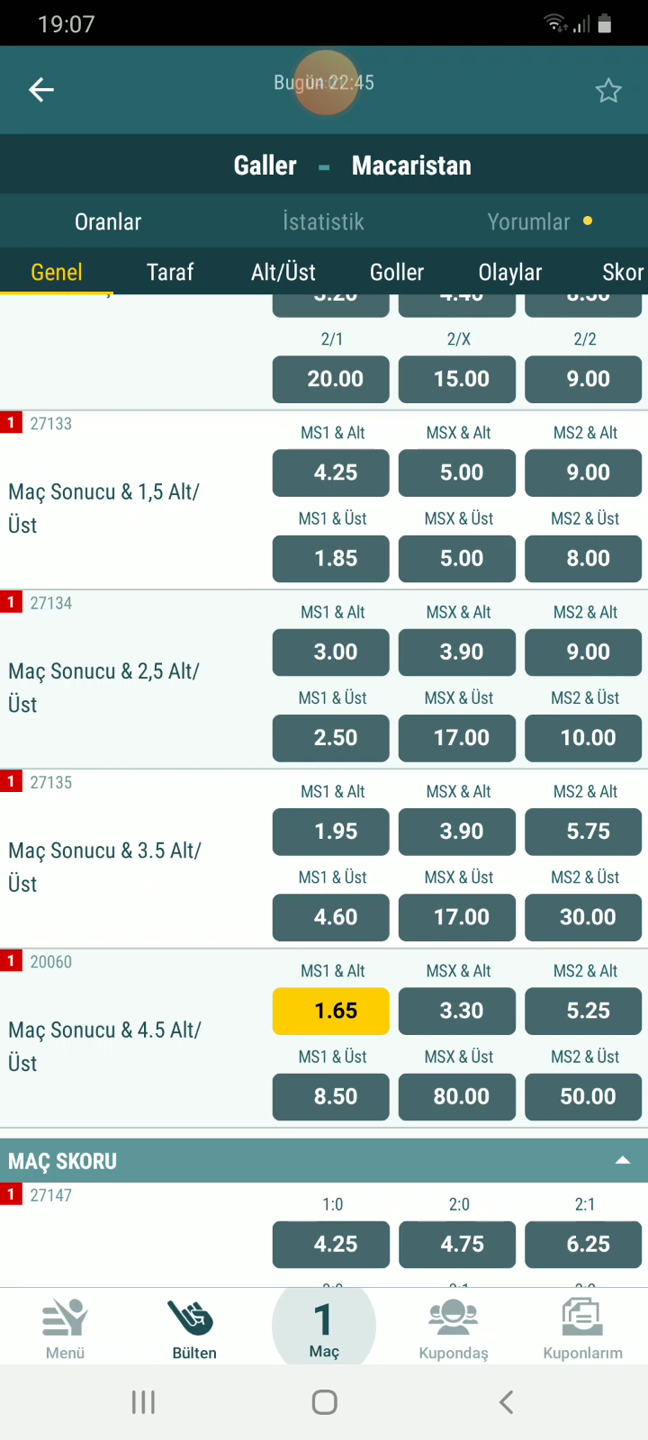 19:07
Bugün 22:45
Galler - Macaristan
Oranlar İstatistik Yorumlar
Genel Taraf Alt/Üst Goller Olaylar Skor
3.20 4.40 8.50
2/1 2/X 2/2
20.00 15.00 9.00
1 27133
MS1 & Alt MSX & Alt MS2 & Alt
4.25 5.00 9.00
Maç Sonucu & 1,5 Alt/
Üst
MS1 & Üst MSX & Üst MS2 & Üst
1.85 5.00 8.00
1 27134
MS1 & Alt MSX & Alt MS2 & Alt
3.00 3.90 9.00
Maç Sonucu & 2,5 Alt/
Üst
MS1 & Üst MSX & Üst MS2 & Üst
2.50 17.00 10.00
1 27135
MS1 & Alt MSX & Alt MS2 & Alt
1.95 3.90 5.75
Maç Sonucu & 3.5 Alt/
Üst
MS1 & Üst MSX & Üst MS2 & Üst
4.60 17.00 30.00
1 20060
MS1 & Alt MSX & Alt MS2 & Alt
1.65 3.30 5.25
Maç Sonucu & 4.5 Alt/
Üst
MS1 & Üst MSX & Üst MS2 & Üst
8.50 80.00 50.00
MAÇ SKORU
1 27147
1:0 2:0 2:1
4.25 4.75 6.25
1
Menü Bülten Maç Kupondaş Kuponlarım